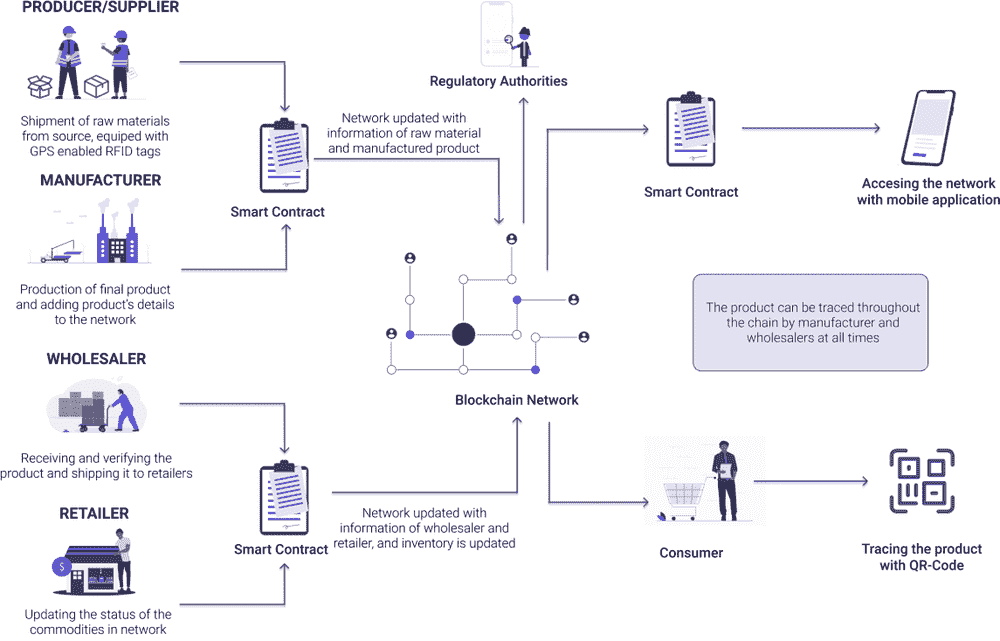 PRODUCER/SUPPLIER
Shipment of raw materials
from source, equiped with
GPS enabled RFID tags
MANUFACTURER
Production of final product
and adding product's details
to the network
WHOLESALER
Receiving and verifying the
product and shipping it to retailers
RETAILER
$
Updating the status of the
commodities in network
Smart Contract
Network updated with
information of raw material
and manufactured product
Smart Contract
Network updated with
information of wholesaler and
retailer, and inventory is updated
Regulatory Authorities
Blockchain Network
Smart Contract
Accesing the network
with mobile application
The product can be traced throughout
the chain by manufacturer and
wholesalers at all times
Consumer
Tracing the product
with QR-Code